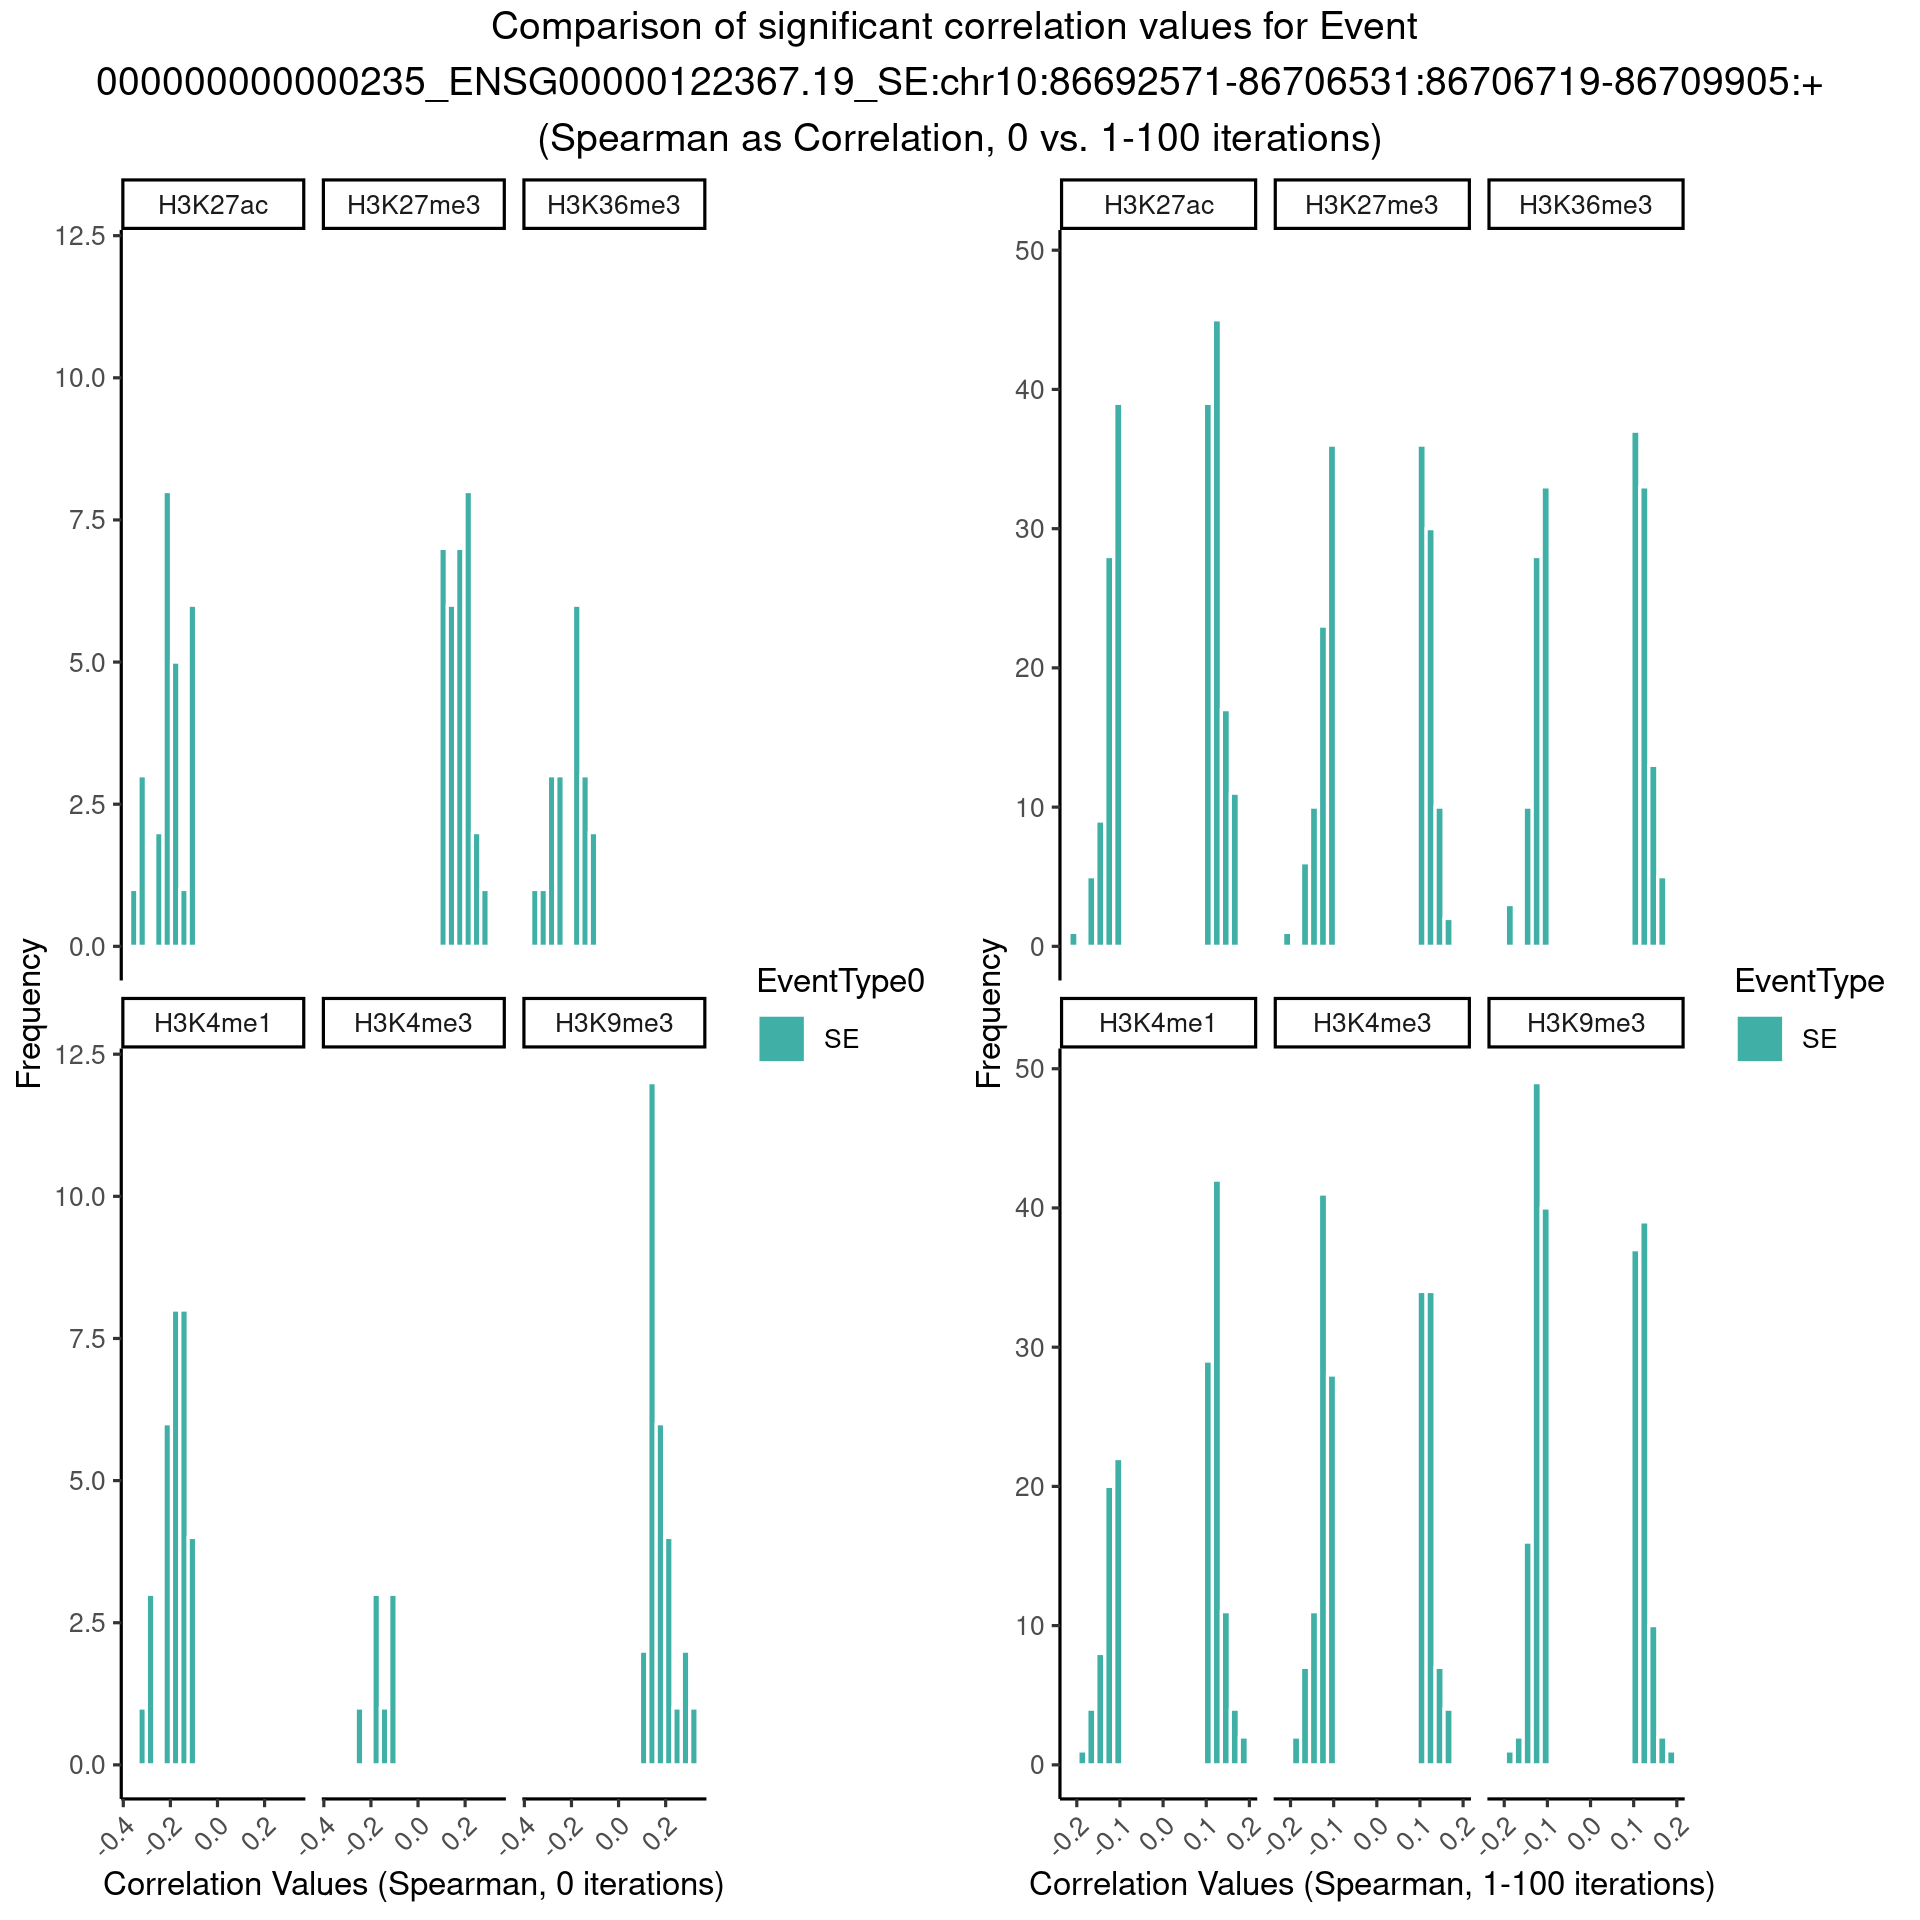 Comparison of significant correlation values for Event
000000000000235_ENSG00000122367.19_SE:chr10:86692571-86706531:86706719-86709905:+
(Spearman as Correlation, 0 vs. 1-100 iterations)
H3K27ac H3K27me3 H3K36me3
12.5
10.0
7.5
5.0
2.5
0.0
H3K4me1 H3K4me3 H3K9me3
12.5
10.0
7.5
5.0
2.5
0.0
-0.4 -0.2 0.0 0.2 -0.4 -0.2 0.0 0.2 -0.4 -0.2 0.0 0.2
Frequency
Correlation Values (Spearman, 0 iterations)
EventType0
SE
H3K27ac H3K27me3 H3K36me3
50
40
30
20
10
0
H3K4me1 H3K4me3 H3K9me3
50
40
30
20
10
0
-0.2 -0.1 0.0 0.1 0.2 -0.2 -0.1 0.0 0.1 0.2 -0.2 -0.1 0.0 0.1 0.2
Frequency
Correlation Values (Spearman, 1-100 iterations)
EventType
SE